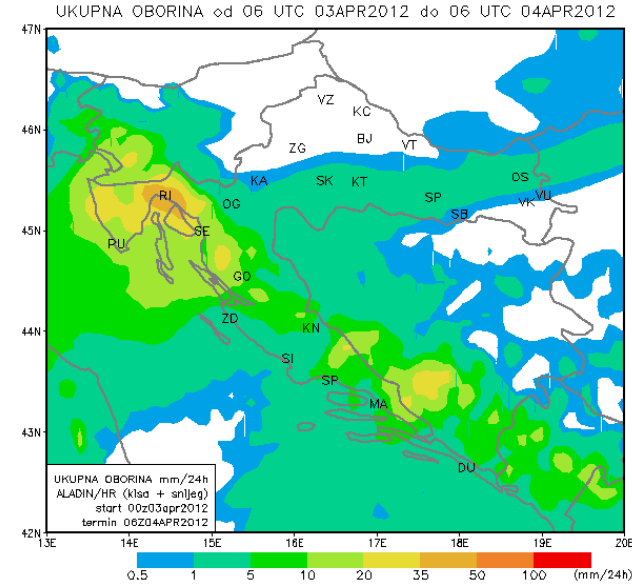 UKUPNA OBORINA od 06 UTC 03APR2012 do 06 UTC 04APR2012
47N
VZ
KC
46N
BJ
VT
ZG
OS
KA
SK
KT
RI
SP
VU
OG
VK
SB
45N
SE
PU
GO
ZD
44N
KN
SI
SP
MA
43N
DU
UKUPNA OBORINA mm/24h
ALADIN/HR (kisa + snijeg)
start 00z03apr2012
termin 06Z04APR2012
42N
13E 14E 15E 16E 17E 18E 19E 20E
0.5 1 5 10 20 35 50 100 (mm/24h)